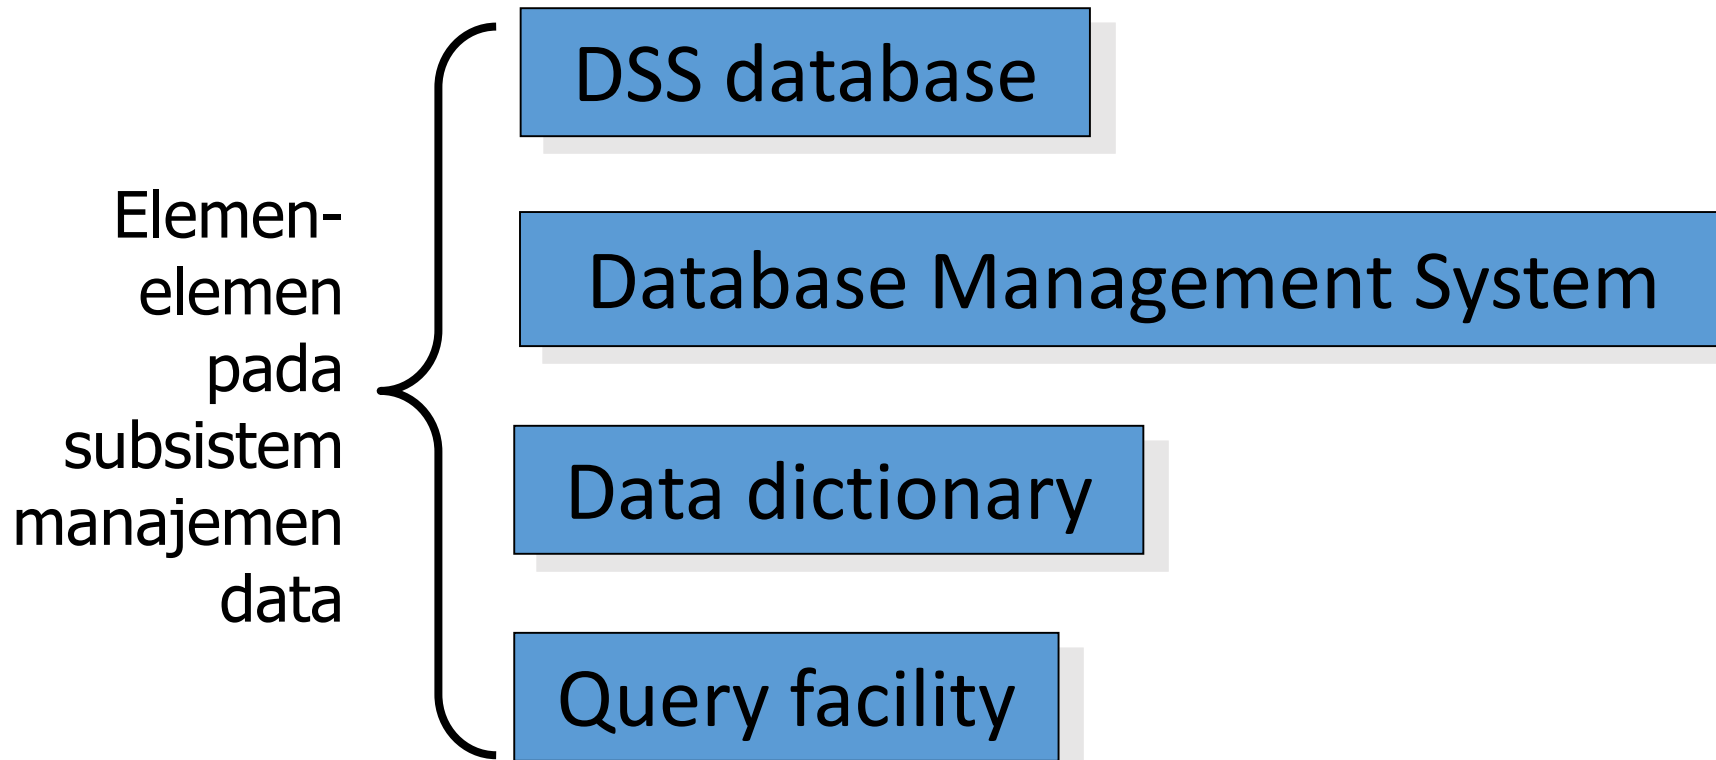 Elemen-
elemen
pada
subsistem
manajemen
data
DSS database
Database Management System
Data dictionary
Query facility